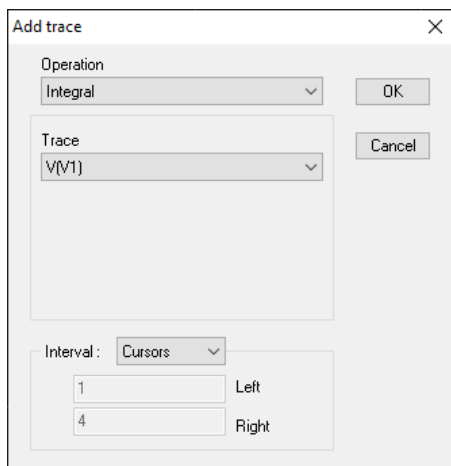 Add trace
Operation
Integral
OK
Trace
Cancel
V(V1)
Interval : Cursors
1 Left
4 Right